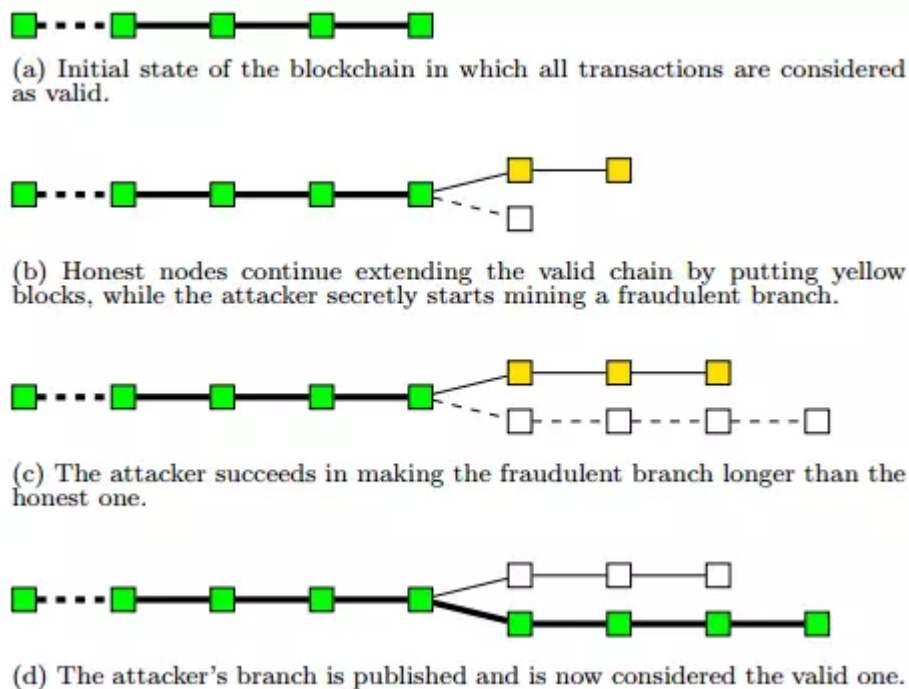 (a) Initial state of the blockchain in which all transactions are considered
as valid.
(b) Honest nodes continue extending the valid chain by putting yellow
blocks, while the attacker secretly starts mining a fraudulent branch.
(c) The attacker succeeds in making the fraudulent branch longer than the
honest one.
(d) The attacker's branch is published and is now considered the valid one.